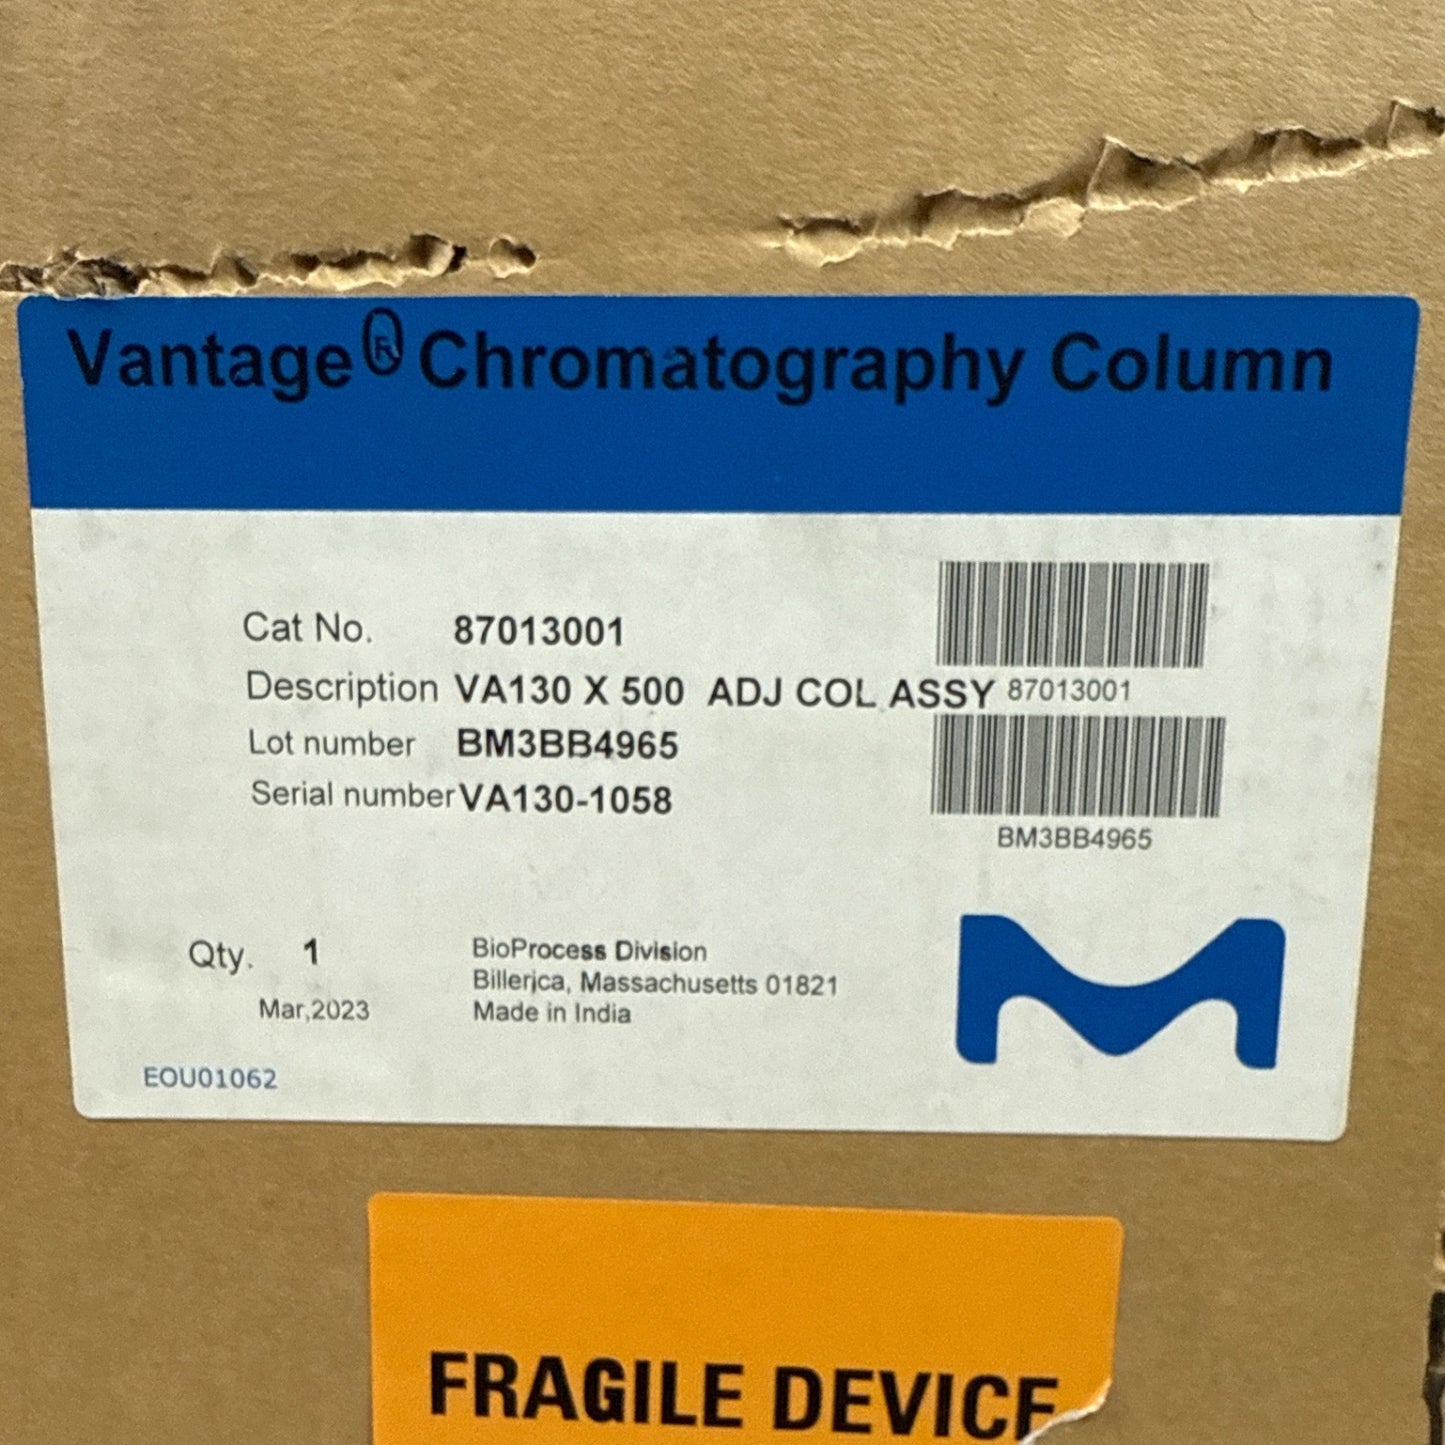 Vantage® Chromatography Column
Cat No. 87013001
Description VA130 X 500 ADJ COL ASSY 87013001
Lot number BM3BB4965
Serial number VA130-1058
BM3BB4965
Qty. 1
Mar,2023
BioProcess Division
Billerica, Massachusetts 01821
Made in India
EOU01062
FRAGILE DEVICE